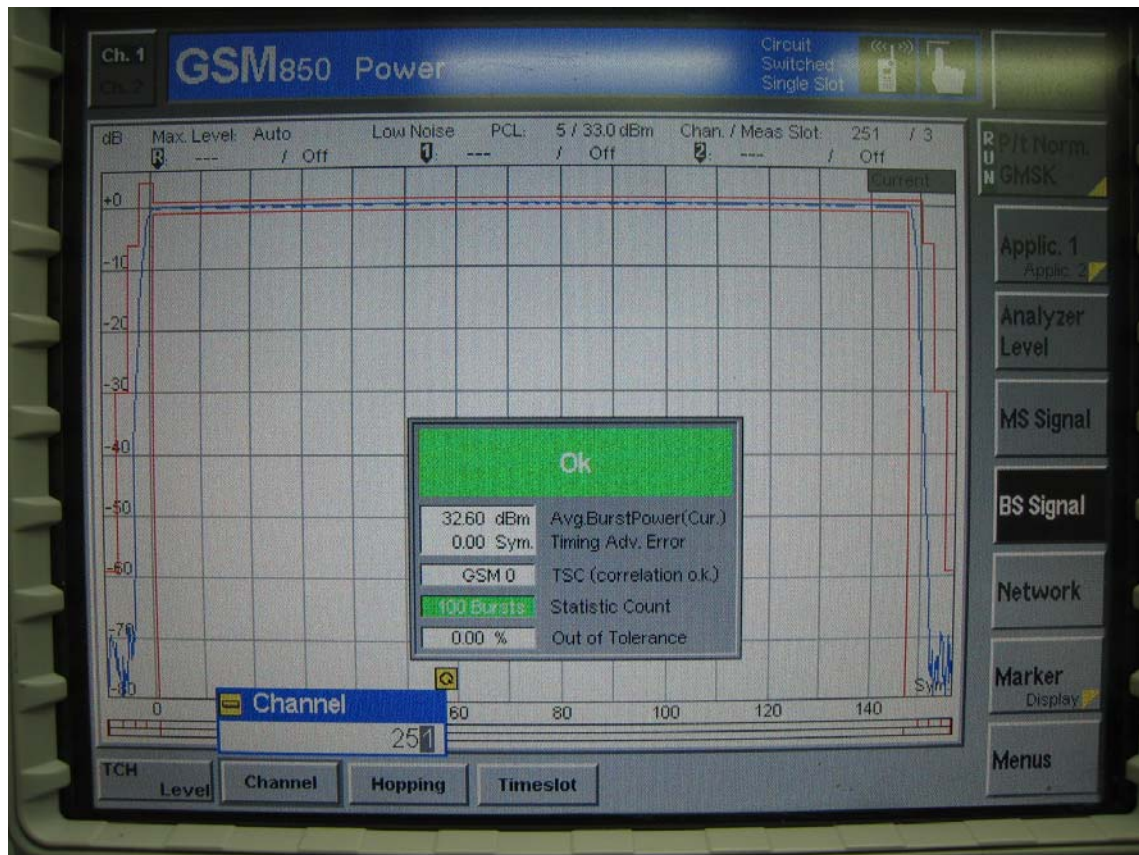 Ch. 1
Ch. 2
GSM850 Power
Circuit
Switched
Single Slot
dB Max. Level: Auto Low Noise PCL: 5 / 33.0 dBm Chan. / Meas Slot: 251 / 3
R: --- / Off 1: --- / Off 2: --- / Off
Current
+0
-10
-20
-30
-40
-50
-60
-70
-80
Ok
32.60 dBm Avg.BurstPower(Cur.)
0.00 Sym. Timing Adv. Error
GSM 0 TSC (correlation o.k.)
100 Bursts Statistic Count
0.00 % Out of Tolerance
Sym
0 60 80 100 120 140
Channel
251
TCH
Level
Channel
Hopping
Timeslot
RUN
P/t Norm.
GMSK
Applic. 1
Applic. 2
Analyzer
Level
MS Signal
BS Signal
Network
Marker
Display
Menus